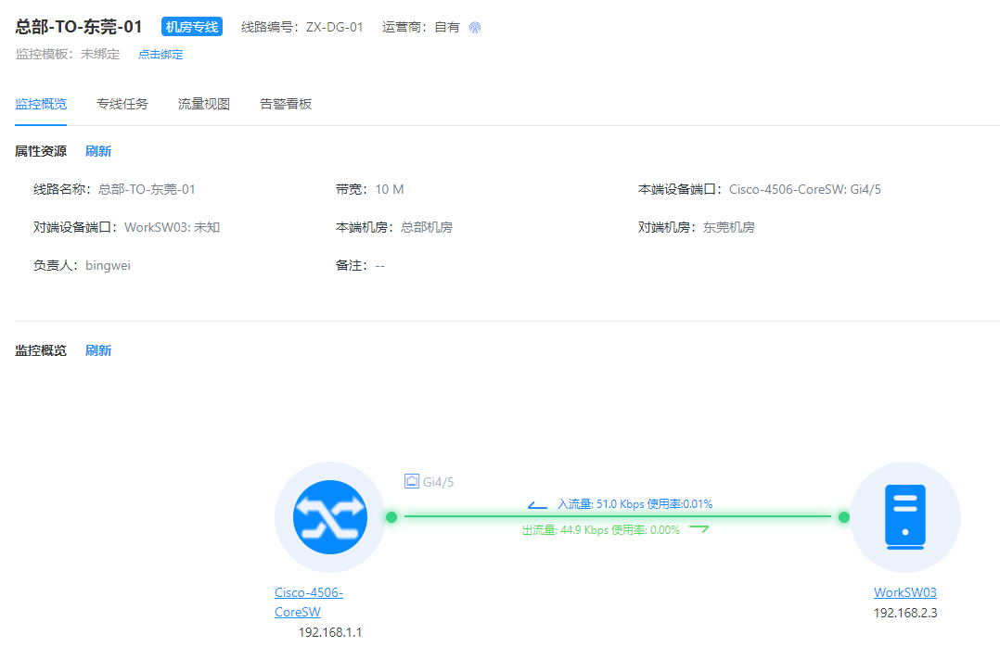 总部-TO-东莞-01 机房专线 线路编号：ZX-DG-01 运营商：自有
监控模板：未绑定 点击绑定
监控概览 专线任务 流量视图 告警看板
属性资源 刷新
线路名称：总部-TO-东莞-01 带宽：10 M 本端设备端口：Cisco-4506-CoreSW: Gi4/5
对端设备端口：WorkSW03: 未知 本端机房：总部机房 对端机房：东莞机房
负责人：bingwei 备注：--
监控概览 刷新
Gi4/5
入流量: 51.0 Kbps 使用率:0.01%
出流量: 44.9 Kbps 使用率: 0.00%
Cisco-4506-
CoreSW
192.168.1.1
WorkSW03
192.168.2.3